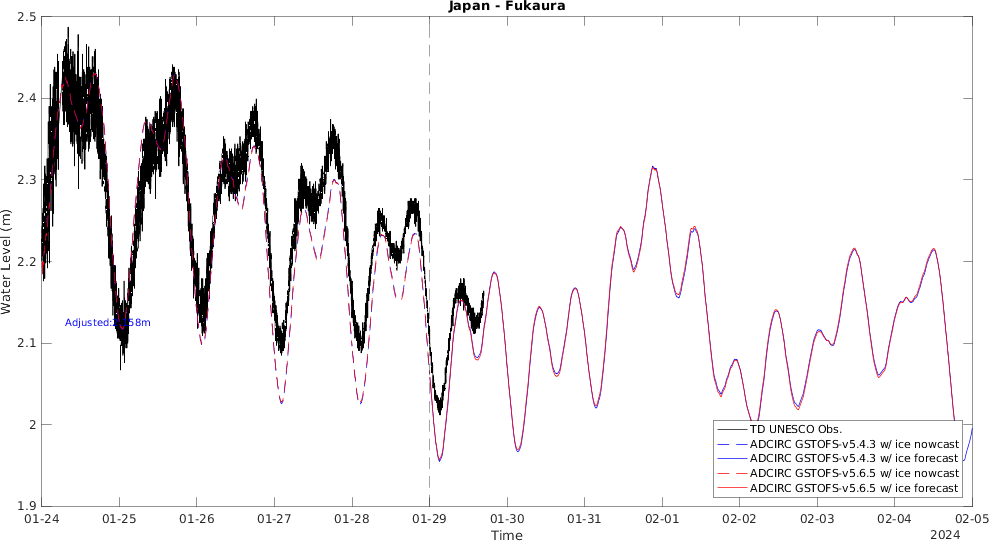 Japan - Fukaura
Water Level (m)
2.5
2.4
2.3
2.2
2.1
2
1.9
Adjusted: 58m
TD UNESCO Obs.
ADCIRC GSTOFS-v5.4.3 w/ ice nowcast
ADCIRC GSTOFS-v5.4.3 w/ ice forecast
ADCIRC GSTOFS-v5.6.5 w/ ice nowcast
ADCIRC GSTOFS-v5.6.5 w/ ice forecast
01-24 01-25 01-26 01-27 01-28 01-29 01-30 01-31 02-01 02-02 02-03 02-04 02-05
Time
2024